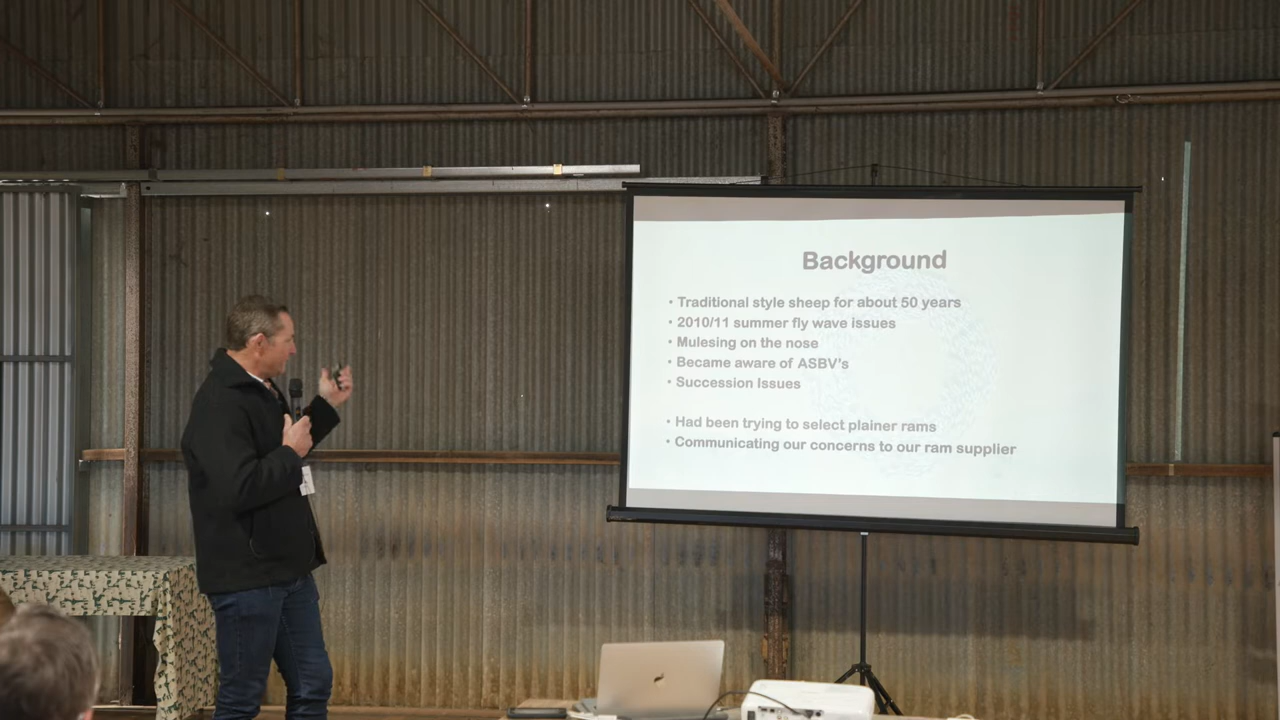 Background
• Traditional style sheep for about 50 years
• 2010/11 summer fly wave issues
• Mulesing on the nose
• Became aware of ASBV's
• Succession Issues
• Had been trying to select plainer rams
• Communicating our concerns to our ram supplier